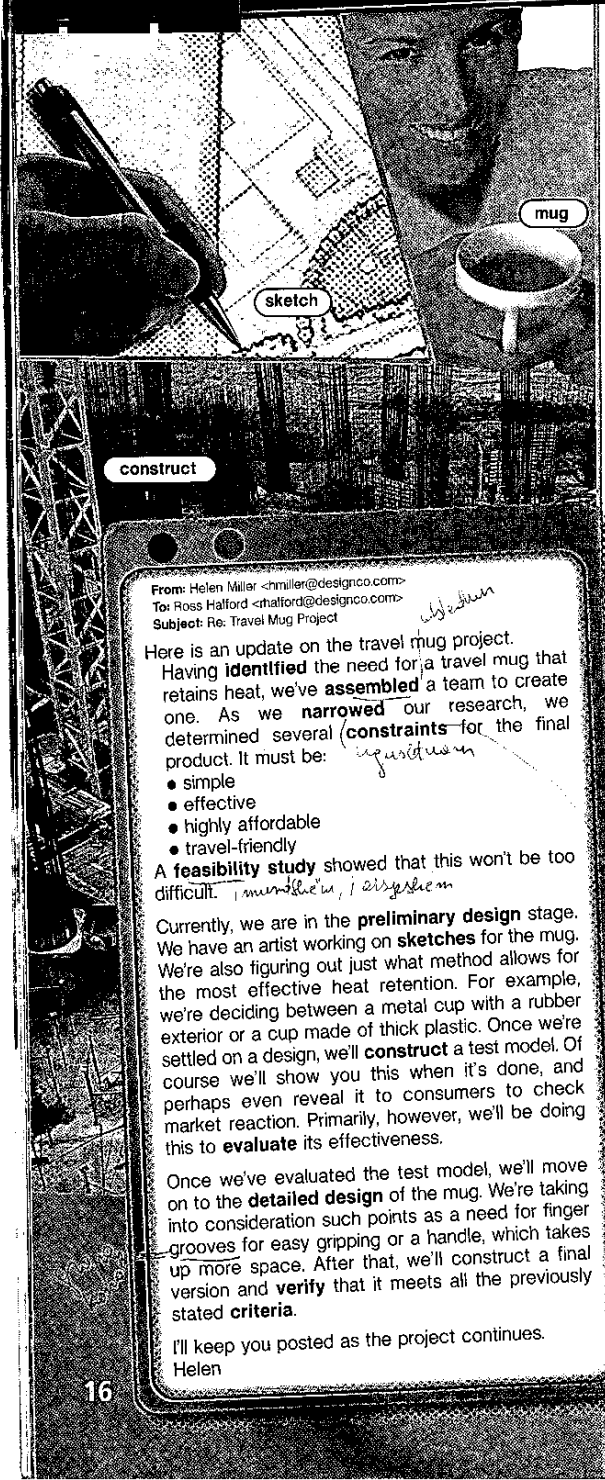 mug
sketch
construct
From: Helen Miller <hmiller@designco.com>
To: Ross Halford <rhalford@designco.com>
Subject: Re: Travel Mug Project
Here is an update on the travel mug project.
Having identified the need for a travel mug that
retains heat, we've assembled a team to create
one. As we narrowed our research, we
determined several constraints for the final
product. It must be:
• simple
• effective
• highly affordable
• travel-friendly
A feasibility study showed that this won't be too
difficult.
Currently, we are in the preliminary design stage.
We have an artist working on sketches for the mug.
We're also figuring out just what method allows for
the most effective heat retention. For example,
we're deciding between a metal cup with a rubber
exterior or a cup made of thick plastic. Once we're
settled on a design, we'll construct a test model. Of
course we'll show you this when it's done, and
perhaps even reveal it to consumers to check
market reaction. Primarily, however, we'll be doing
this to evaluate its effectiveness.
Once we've evaluated the test model, we'll move
on to the detailed design of the mug. We're taking
into consideration such points as a need for finger
grooves for easy gripping or a handle, which takes
up more space. After that, we'll construct a final
version and verify that it meets all the previously
stated criteria.
I'll keep you posted as the project continues.
Helen
16